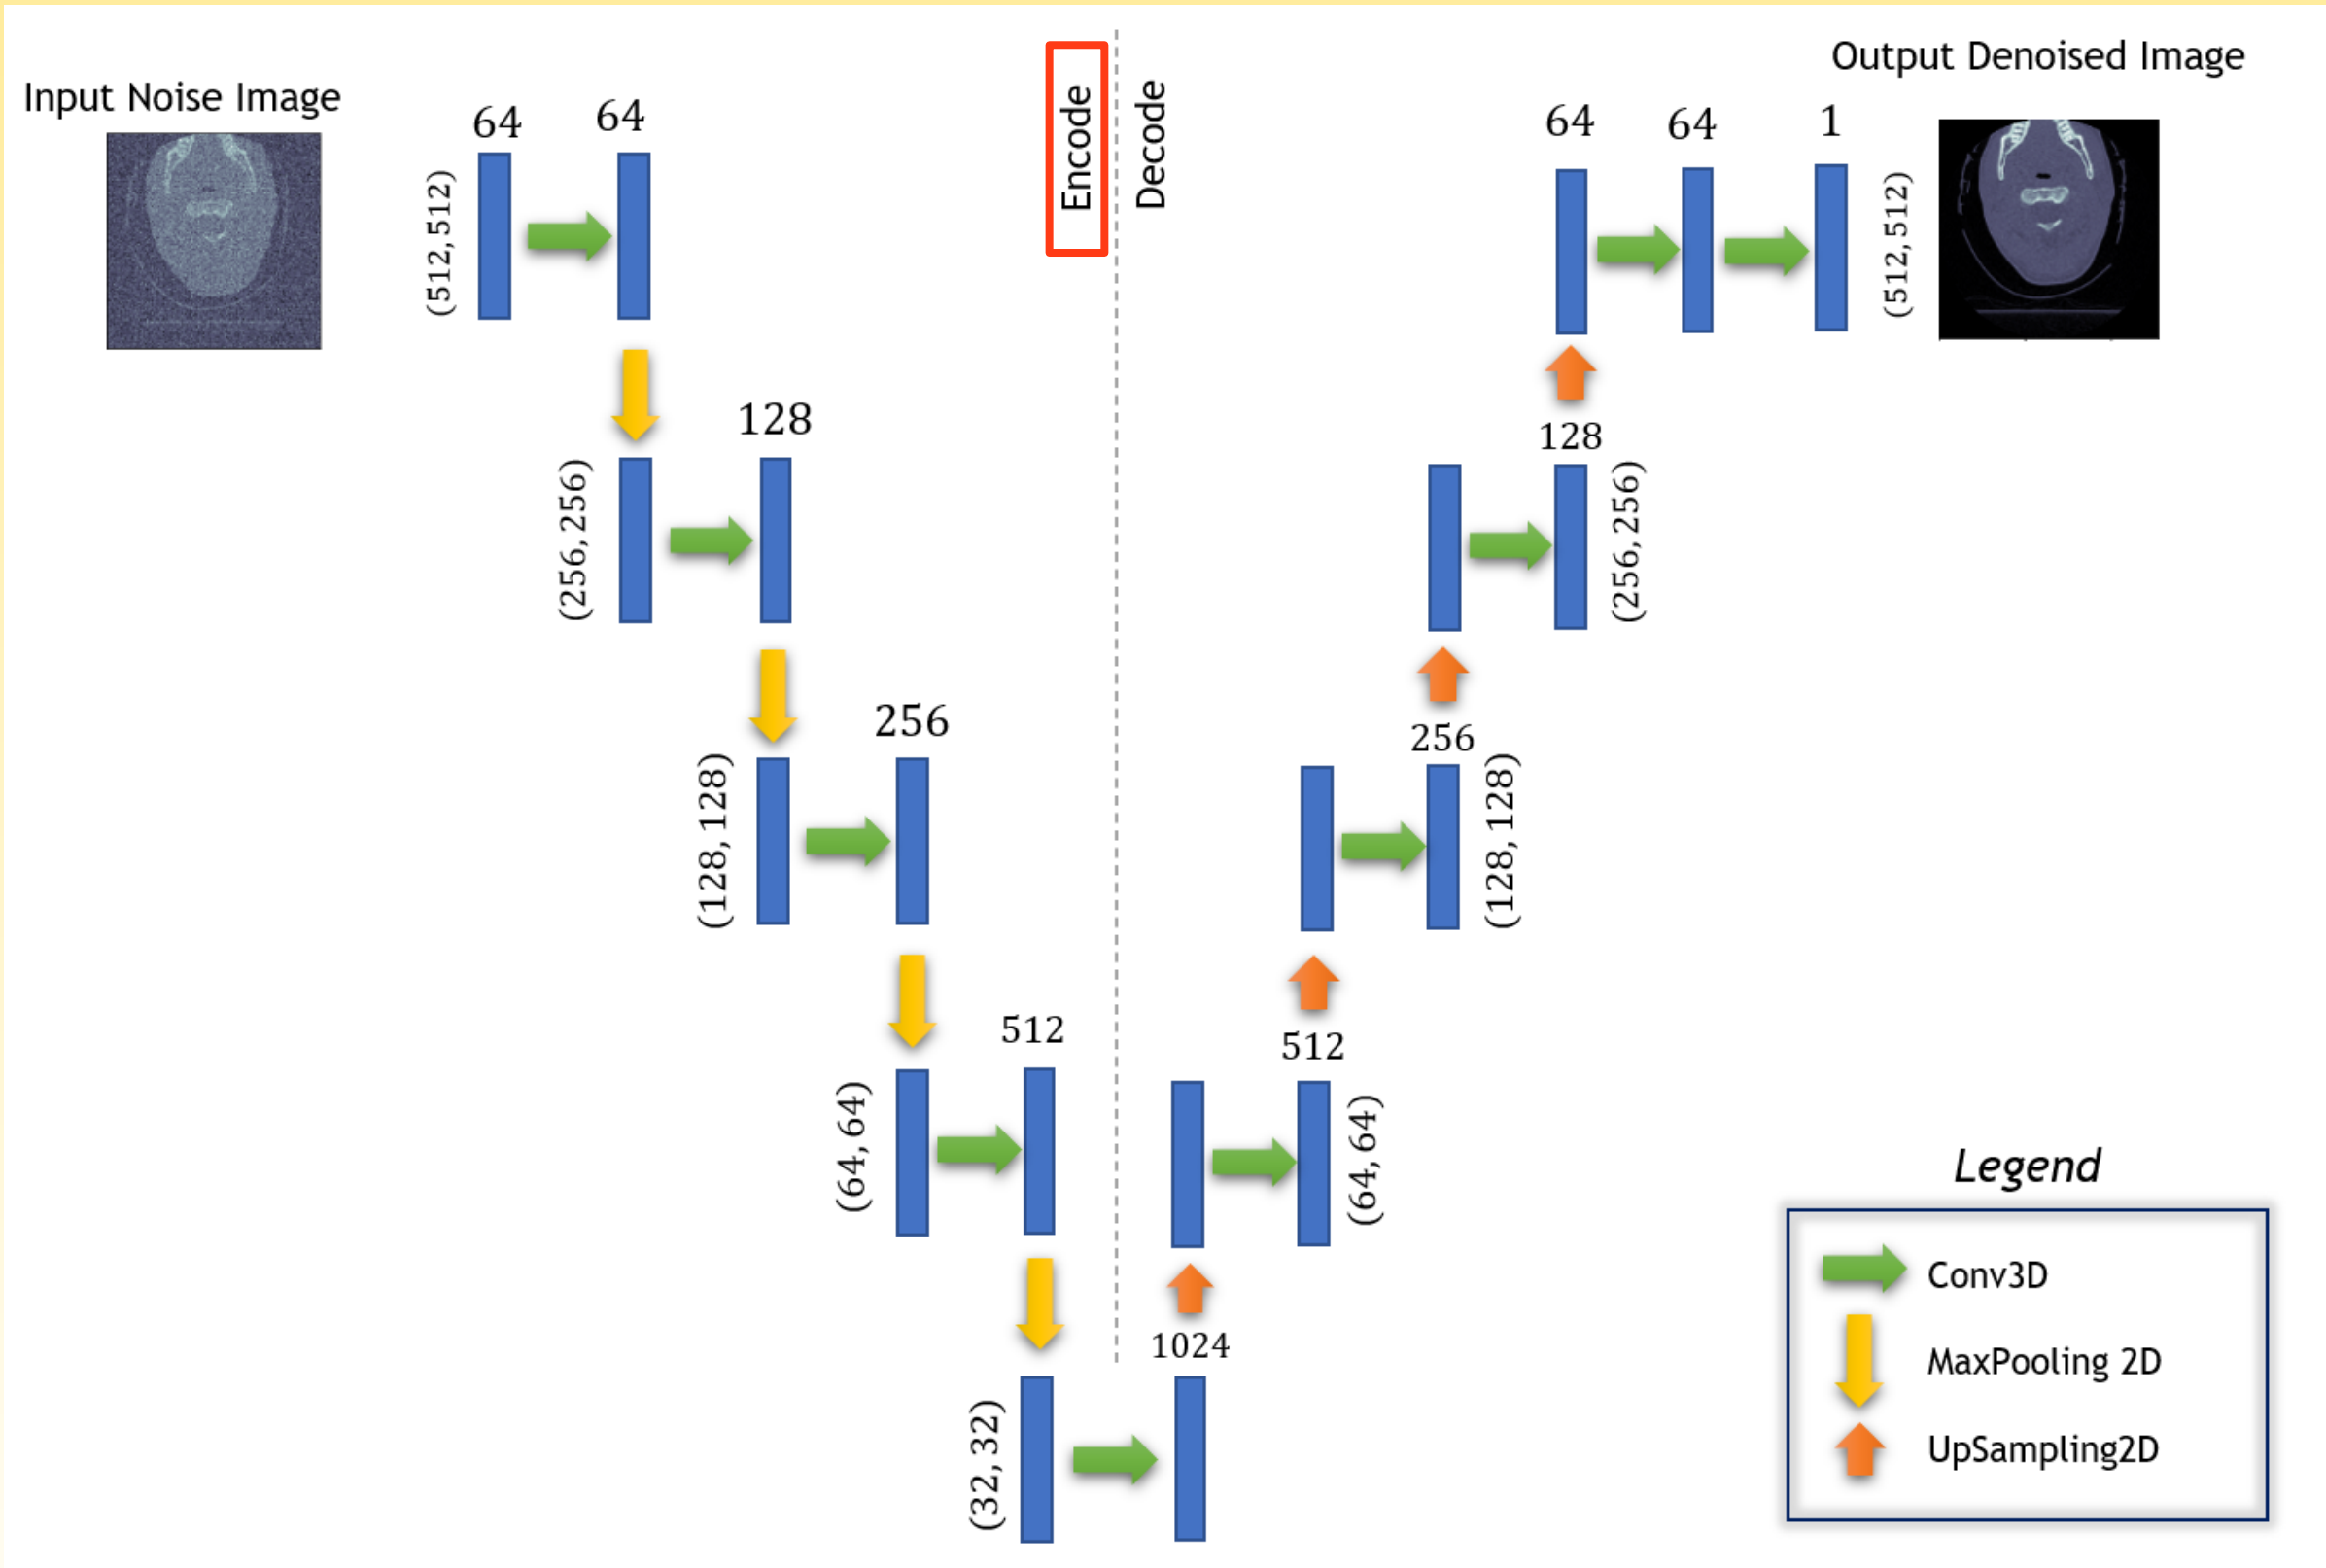 Input Noise Image
64
64
(512, 512)
Encode
Decode
Output Denoised Image
64
64
1
(512, 512)
128
(256, 256)
128
(256, 256)
256
(128, 128)
256
(128, 128)
512
(64, 64)
512
(64, 64)
1024
(32, 32)
Legend
Conv3D
MaxPooling 2D
UpSampling2D